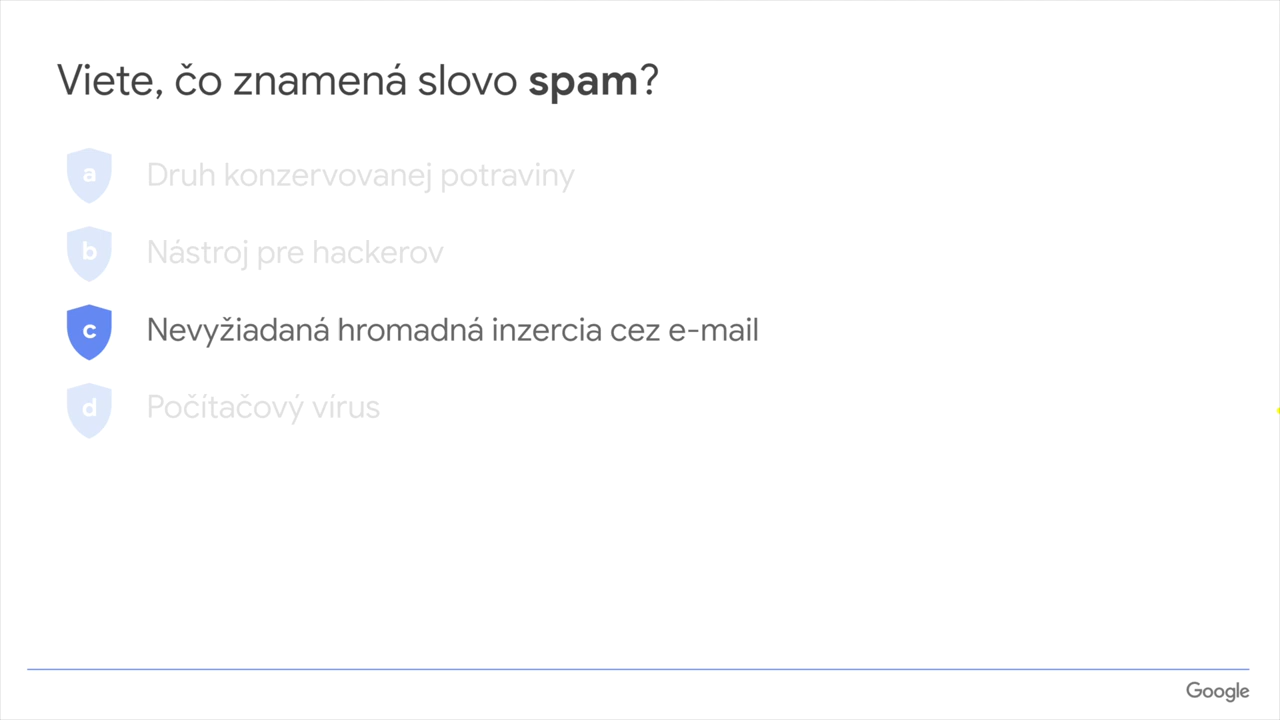 Viete, čo znamená slovo spam?
a Druh konzervovanej potraviny
b Nástroj pre hackerov
c Nevyžiadaná hromadná inzercia cez e-mail
d Počítačový vírus
Google